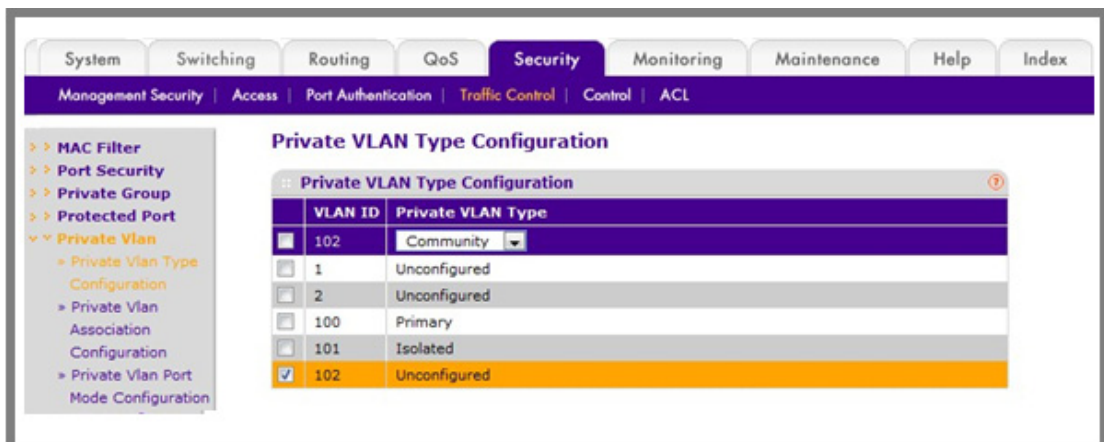 System Switching Routing QoS Security Monitoring Maintenance Help Index
Management Security | Access | Port Authentication | Traffic Control | Control | ACL
MAC Filter
Port Security
Private Group
Protected Port
Private Vlan
» Private Vlan Type
Configuration
» Private Vlan
Association
Configuration
» Private Vlan Port
Mode Configuration
Private VLAN Type Configuration
Private VLAN Type Configuration ?
VLAN ID Private VLAN Type
102 Community
1 Unconfigured
2 Unconfigured
100 Primary
101 Isolated
102 Unconfigured